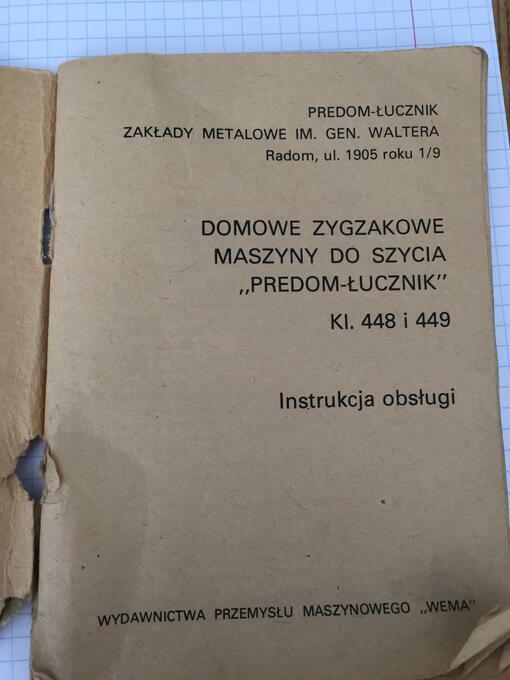 PREDOM-ŁUCZNIK
ZAKŁADY METALOWE IM. GEN. WALTERA
Radom, ul. 1905 roku 1/9
DOMOWE ZYGZAKOWE
MASZYNY DO SZYCIA
„PREDOM-ŁUCZNIK"
Kl. 448 i 449
Instrukcja obsługi
WYDAWNICTWA PRZEMYSŁU MASZYNOWEGO „WEMA"